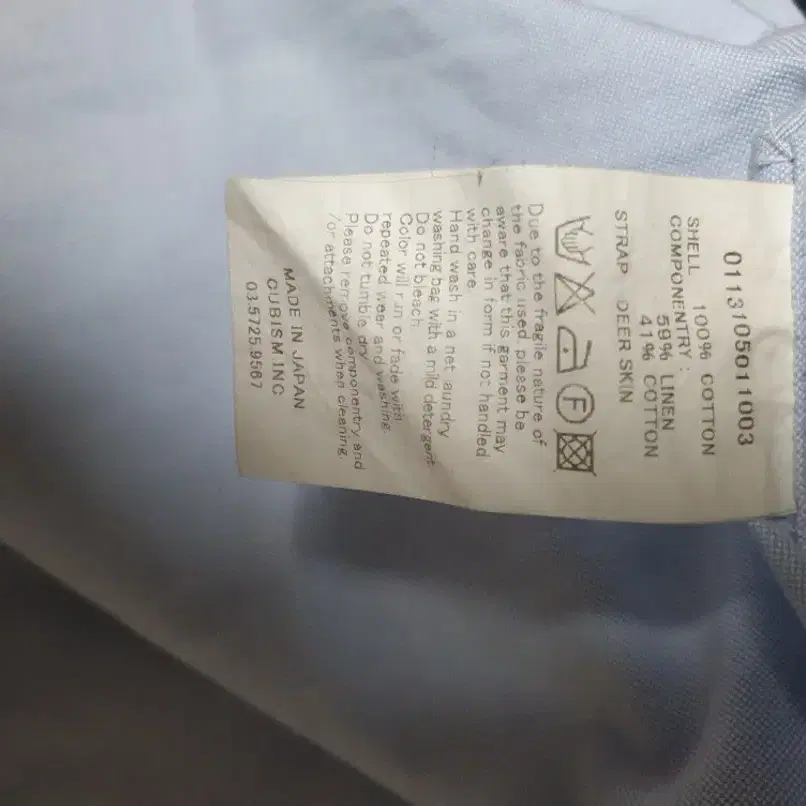 0113105011003
SHELL 100% COTTON
COMPONENTRY :
59% LINEN
41% COTTON
STRAP DEER SKIN
F
Due to the fragile nature of
the fabric used, please be
aware that this garment may
change in form if not handled
with care.
Hand wash in a net laundry
washing bag with a mild detergent.
Do not bleach.
Color will run or fade with
repeated wear and washing.
Do not tumble dry.
Please remove componentry and
/or attachments when cleaning.
MADE IN JAPAN
CUBISM INC.
03.5725.9567